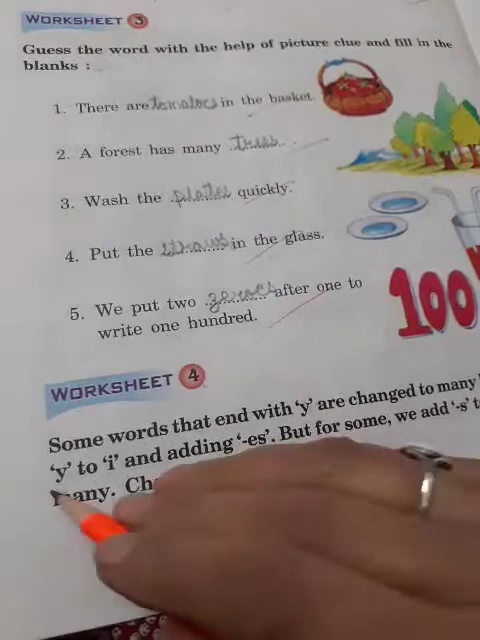 WORKSHEET 3
Guess the word with the help of picture clue and fill in the
blanks :
1. There are tomatoes in the basket.
2. A forest has many trees.
3. Wash the plates quickly.
4. Put the straws in the glass.
5. We put two zeroes after one to
write one hundred.
100
WORKSHEET 4
Some words that end with 'y' are changed to many
'y' to 'i' and adding '-es'. But for some, we add '-s' t
many. Ch